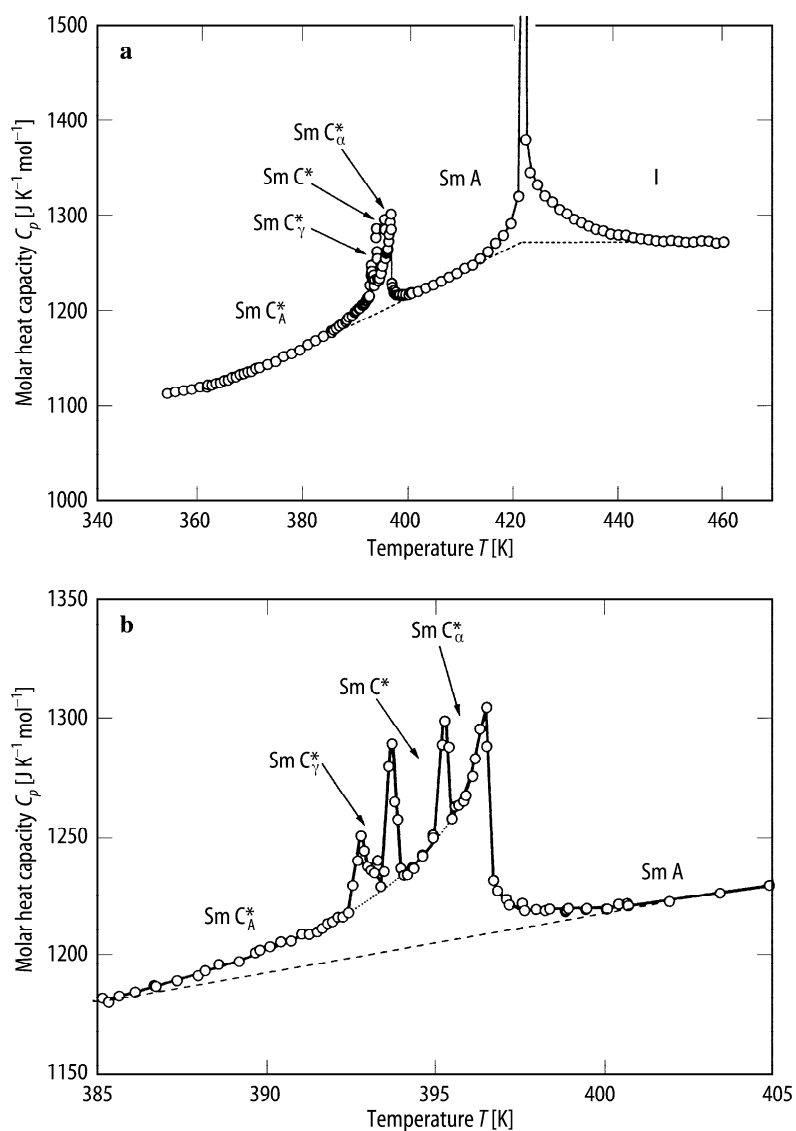 a
1500
1400
1300
1200
1100
1000
Molar heat capacity Cₚ [J K⁻¹ mol⁻¹]
Sm C*α
Sm C*
Sm C*γ
Sm C*A
Sm A
I
340 360 380 400 420 440 460
Temperature T [K]
b
1350
1300
1250
1200
1150
Molar heat capacity Cₚ [J K⁻¹ mol⁻¹]
Sm C*α
Sm C*
Sm C*γ
Sm C*A
Sm A
385 390 395 400 405
Temperature T [K]